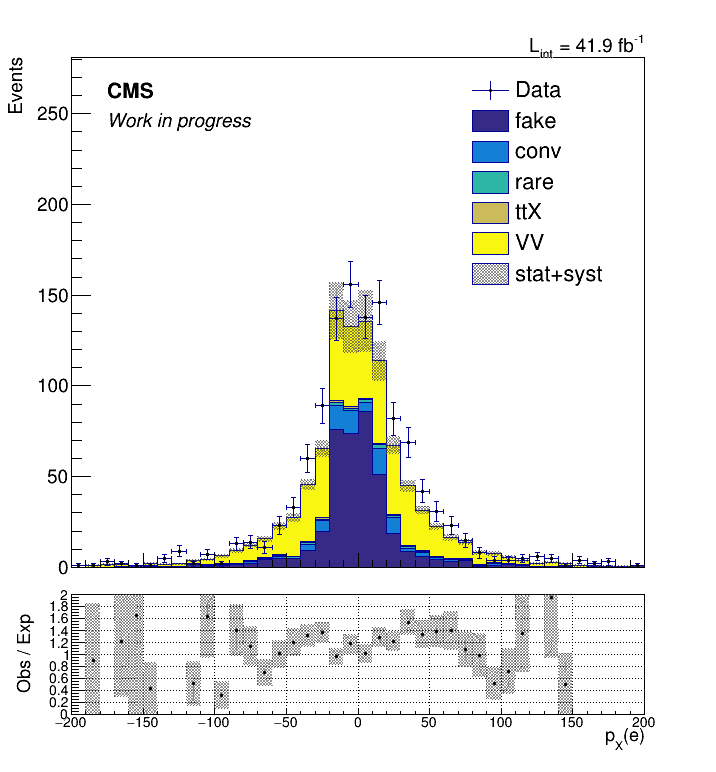 L_int = 41.9 fb^-1
Events
CMS
Work in progress
Data
fake
conv
rare
ttX
VV
stat+syst
250
200
150
100
50
0
Obs / Exp
2
1.8
1.6
1.4
1.2
1
0.8
0.6
0.4
0.2
0
−200 −150 −100 −50 0 50 100 150 200
p_X(e)